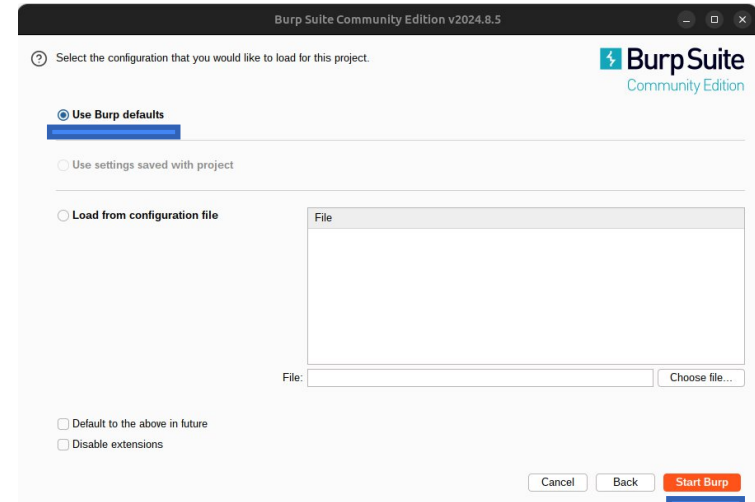 Burp Suite Community Edition v2024.8.5
? Select the configuration that you would like to load for this project.
Burp Suite
Community Edition
Use Burp defaults
Use settings saved with project
Load from configuration file
File
File:
Choose file...
Default to the above in future
Disable extensions
Cancel Back Start Burp